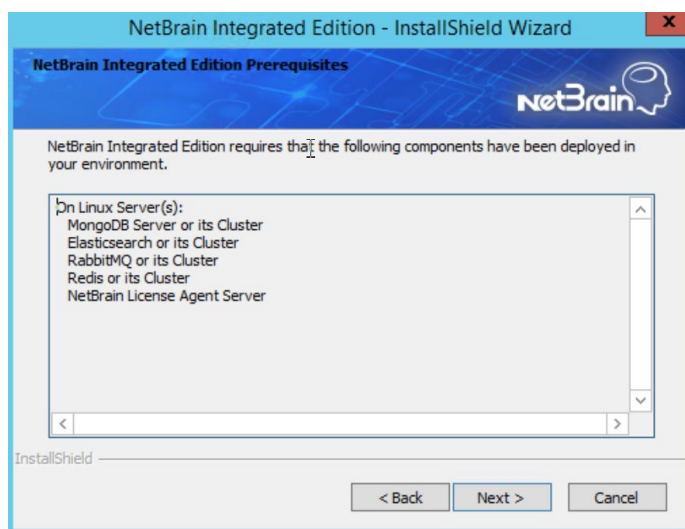 NetBrain Integrated Edition - InstallShield Wizard
x
NetBrain Integrated Edition Prerequisites
NetBrain
NetBrain Integrated Edition requires that the following components have been deployed in
your environment.
On Linux Server(s):
MongoDB Server or its Cluster
Elasticsearch or its Cluster
RabbitMQ or its Cluster
Redis or its Cluster
NetBrain License Agent Server
InstallShield
< Back Next > Cancel